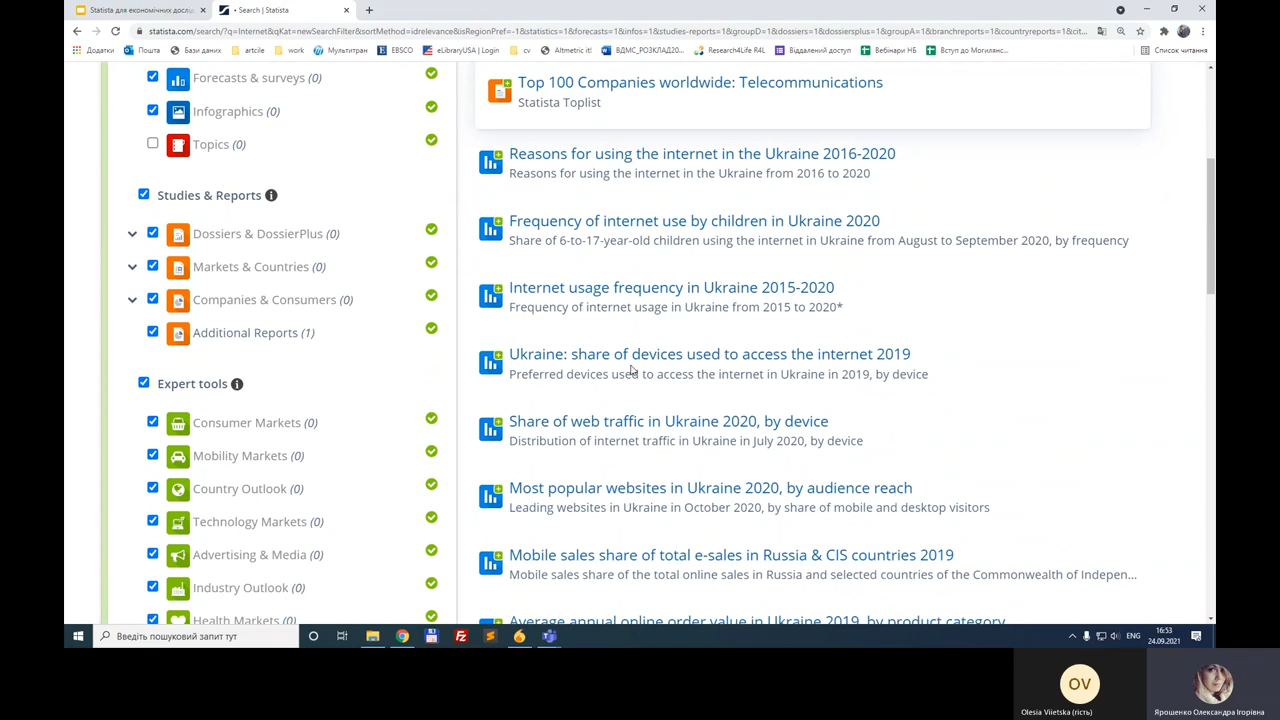 Statista для економічних дослід
Search | Statista
statista.com/search/?q=Internet&qKat=newSearchFilter&sortMethod=idrelevance&isRegionPref=-1&statistics=1&forecasts=1&infos=1&studies-reports=1&groupD=1&dossiers=1&dossiersplus=1&groupA=1&branchreports=1&countryreports=1&cit...
Додатки Пошта Бази даних artcile work Мультитран EBSCO eLibraryUSA | Login cv Altmetric it! ВДМС_РОЗКЛАД20... Research4Life R4L Віддалений доступ Вебінари НБ Вступ до Могилянс... Список читання
Forecasts & surveys (0)
Infographics (0)
Topics (0)
Studies & Reports
Dossiers & DossierPlus (0)
Markets & Countries (0)
Companies & Consumers (0)
Additional Reports (1)
Expert tools
Consumer Markets (0)
Mobility Markets (0)
Country Outlook (0)
Technology Markets (0)
Advertising & Media (0)
Industry Outlook (0)
Health Markets (0)
Top 100 Companies worldwide: Telecommunications
Statista Toplist
Reasons for using the internet in the Ukraine 2016-2020
Reasons for using the internet in the Ukraine from 2016 to 2020
Frequency of internet use by children in Ukraine 2020
Share of 6-to-17-year-old children using the internet in Ukraine from August to September 2020, by frequency
Internet usage frequency in Ukraine 2015-2020
Frequency of internet usage in Ukraine from 2015 to 2020*
Ukraine: share of devices used to access the internet 2019
Preferred devices used to access the internet in Ukraine in 2019, by device
Share of web traffic in Ukraine 2020, by device
Distribution of internet traffic in Ukraine in July 2020, by device
Most popular websites in Ukraine 2020, by audience reach
Leading websites in Ukraine in October 2020, by share of mobile and desktop visitors
Mobile sales share of total e-sales in Russia & CIS countries 2019
Mobile sales share of the total online sales in Russia and selected countries of the Commonwealth of Indepen...
Average annual online order value in Ukraine 2019, by product category
Введіть пошуковий запит тут
ENG
16:53
24.09.2021
OV
Olesia Viietska (гість)
Ярошенко Олександра Ігорівна